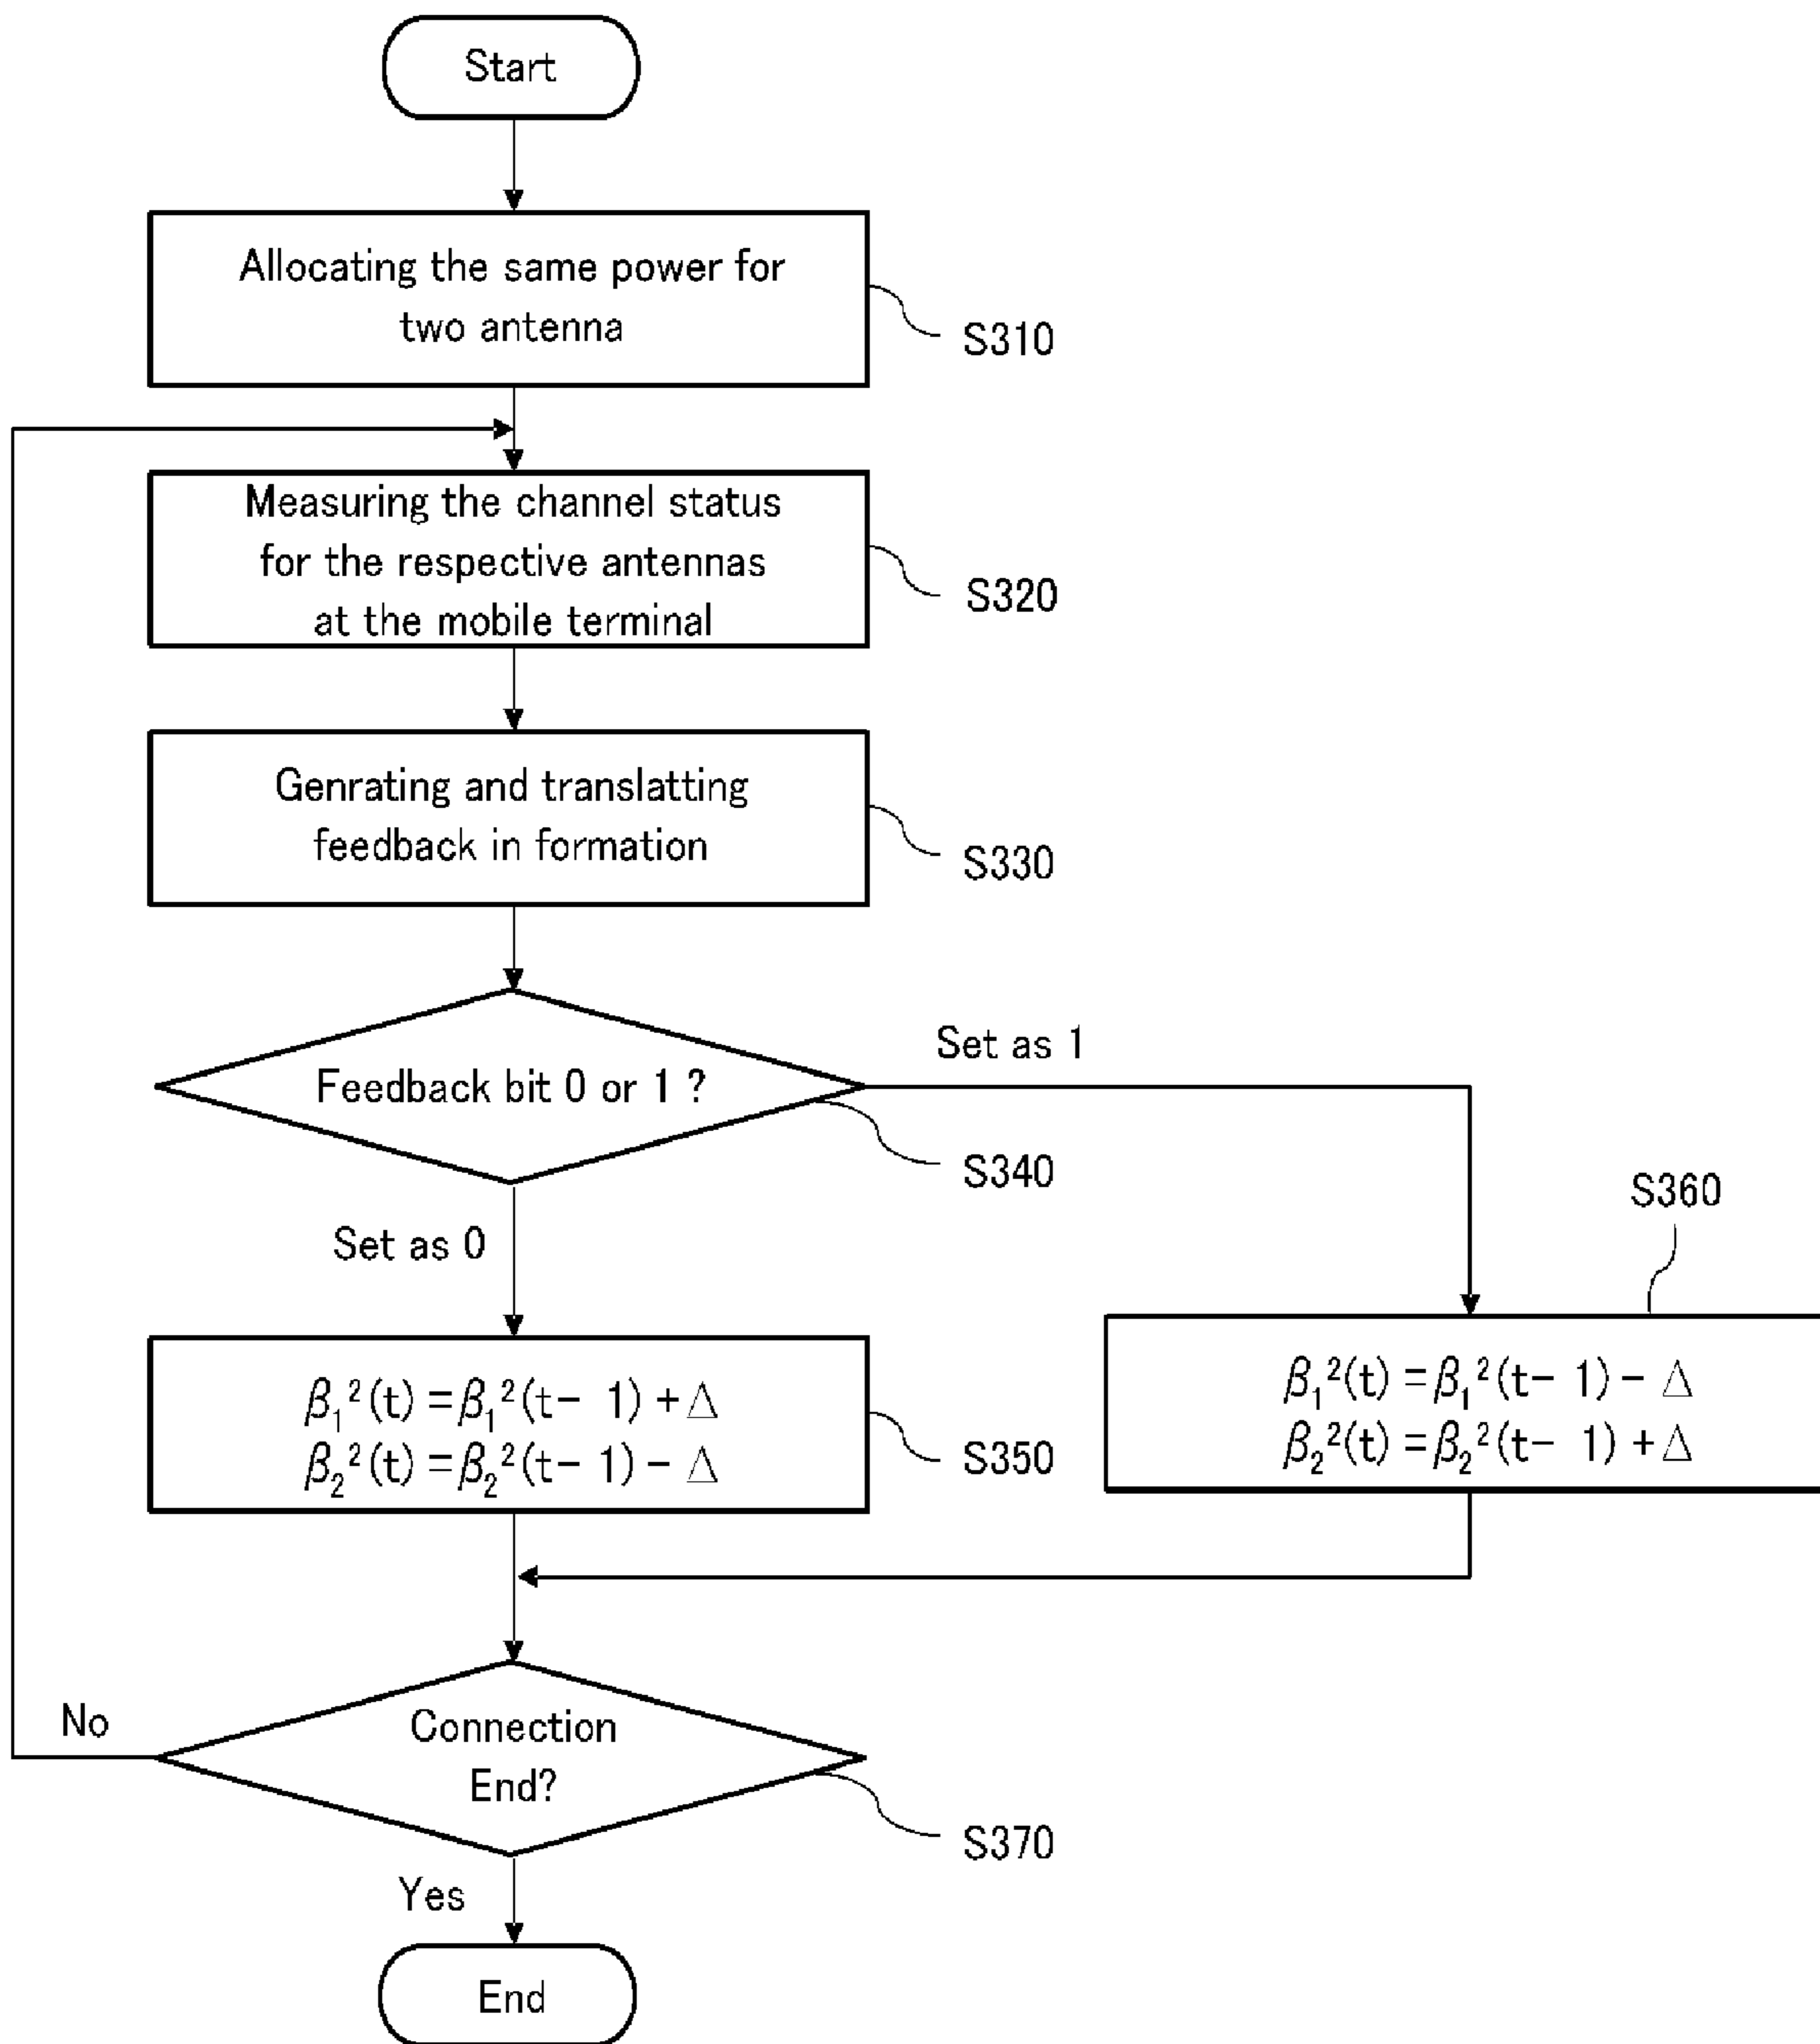 Start
Allocating the same power for
two antenna
S310
Measuring the channel status
for the respective antennas
at the mobile terminal
S320
Genrating and translatting
feedback in formation
S330
Feedback bit 0 or 1 ?
Set as 1
S340
S360
Set as 0
β₁²(t) = β₁²(t- 1) + Δ
β₂²(t) = β₂²(t- 1) - Δ
S350
β₁²(t) = β₁²(t- 1) - Δ
β₂²(t) = β₂²(t- 1) + Δ
No
Connection
End?
S370
Yes
End